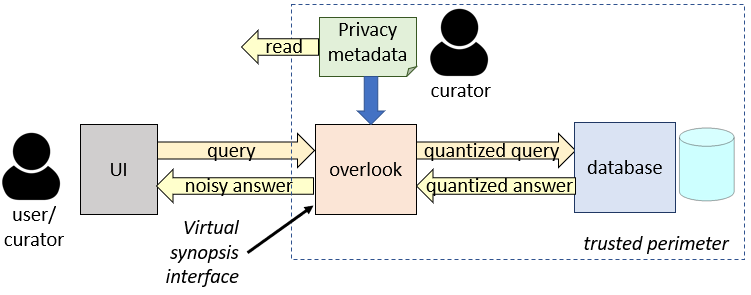 Privacy
metadata
read
curator
UI
query
overlook
quantized query
database
noisy answer
quantized answer
user/
curator
Virtual
synopsis
interface
trusted perimeter